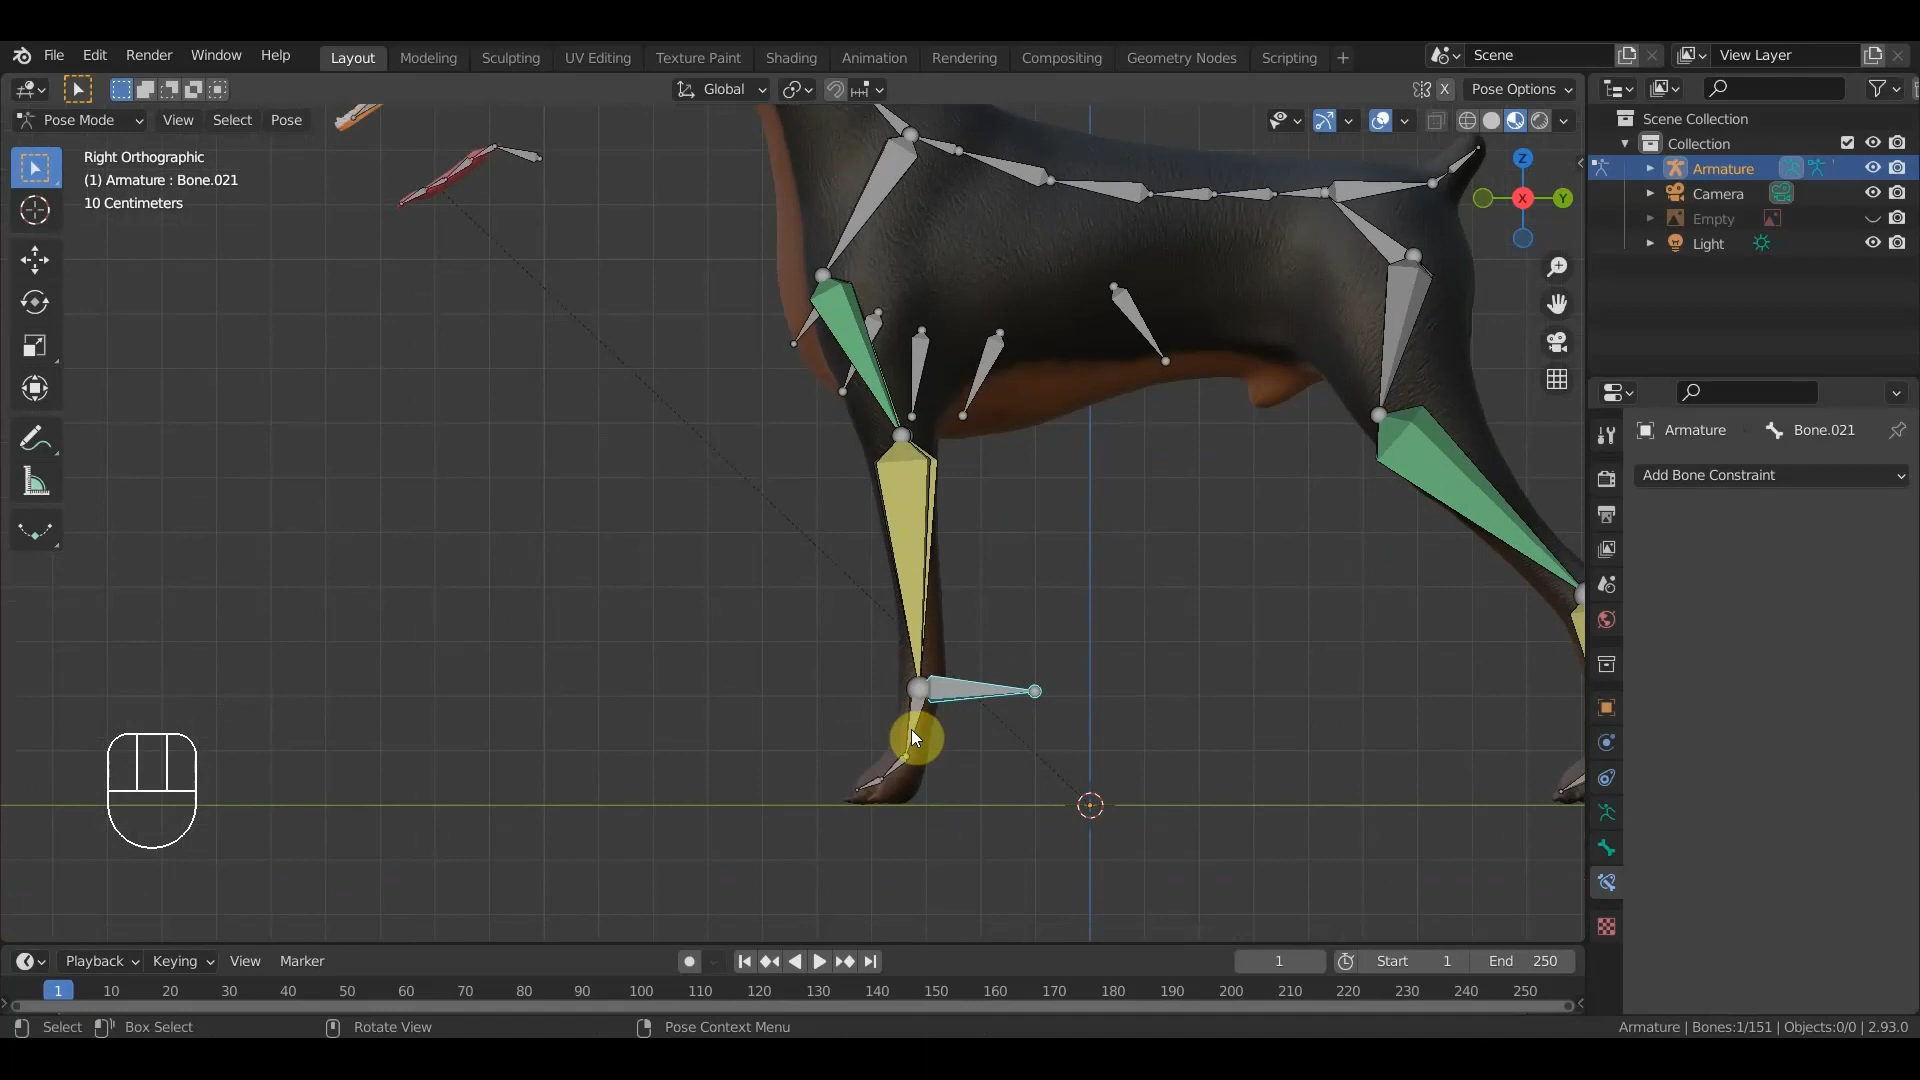 File Edit Render Window Help Layout Modeling Sculpting UV Editing Texture Paint Shading Animation Rendering Compositing Geometry Nodes Scripting + Scene View Layer
Global X Pose Options
Pose Mode View Select Pose
Right Orthographic
(1) Armature : Bone.021
10 Centimeters
Z
X
Y
Scene Collection
Collection
Armature
Camera
Empty
Light
Armature Bone.021
Add Bone Constraint
Playback Keying View Marker 1 Start 1 End 250
1 10 20 30 40 50 60 70 80 90 100 110 120 130 140 150 160 170 180 190 200 210 220 230 240 250
Select Box Select Rotate View Pose Context Menu Armature | Bones:1/151 | Objects:0/0 | 2.93.0